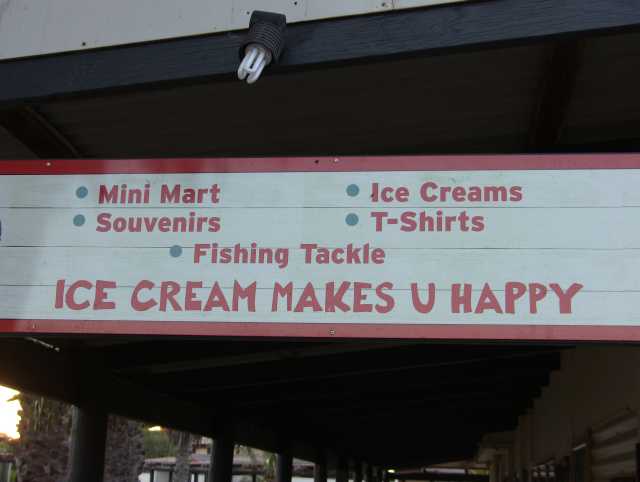 Mini Mart
Ice Creams
Souvenirs
T-Shirts
Fishing Tackle
ICE CREAM MAKES U HAPPY